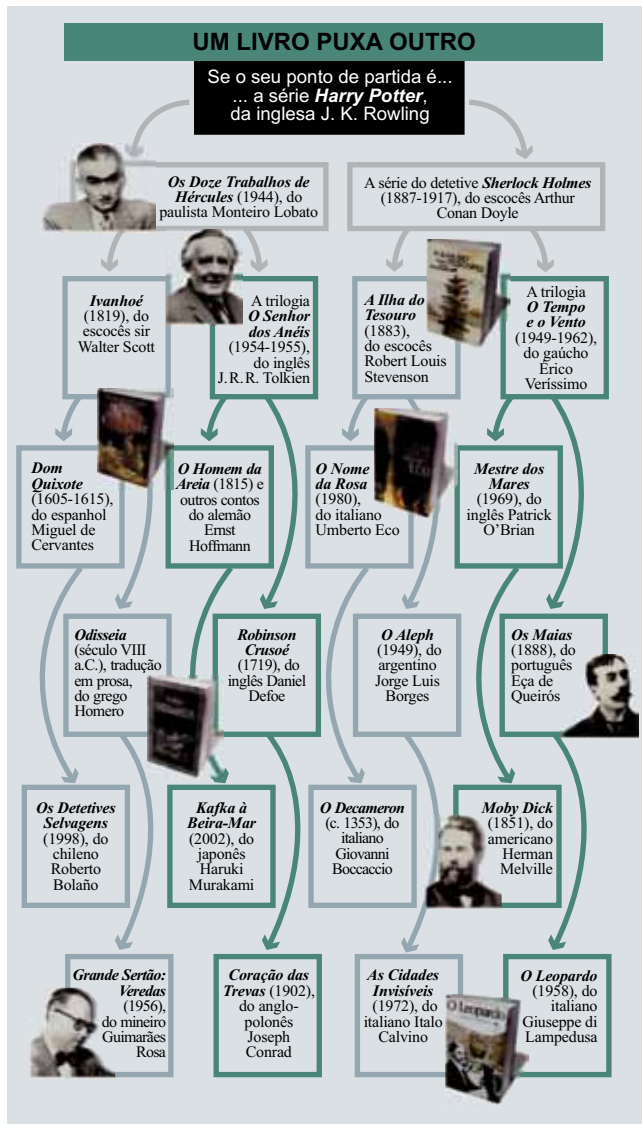 UM LIVRO PUXA OUTRO
Se o seu ponto de partida é...
... a série Harry Potter,
da inglesa J. K. Rowling
Os Doze Trabalhos de
Hércules (1944), do
paulista Monteiro Lobato
A série do detetive Sherlock Holmes
(1887-1917), do escocês Arthur
Conan Doyle
Ivanhoé
(1819), do
escocês sir
Walter Scott
A trilogia
O Senhor
dos Anéis
(1954-1955),
do inglês
J. R. R. Tolkien
A Ilha do
Tesouro
(1883),
do escocês
Robert Louis
Stevenson
A trilogia
O Tempo
e o Vento
(1949-1962),
do gaúcho
Erico
Veríssimo
Dom
Quixote
(1605-1615),
do espanhol
Miguel de
Cervantes
O Homem da
Areia (1815) e
outros contos
do alemão
Ernst
Hoffmann
O Nome
da Rosa
(1980),
do italiano
Umberto Eco
Mestre dos
Mares
(1969), do
inglês Patrick
O’Brian
Odisseia
(século VIII
a.C.), tradução
em prosa,
do grego
Homero
Robinson
Crusoé
(1719), do
inglês Daniel
Defoe
O Aleph
(1949), do
argentino
Jorge Luis
Borges
Os Maias
(1888), do
português
Eça de
Queirós
Os Detetives
Selvagens
(1998), do
chileno
Roberto
Bolaño
Kafka à
Beira-Mar
(2002), do
japonês
Haruki
Murakami
O Decameron
(c. 1353), do
italiano
Giovanni
Boccaccio
Moby Dick
(1851), do
americano
Herman
Melville
Grande Sertão:
Veredas
(1956),
do mineiro
Guimarães
Rosa
Coração das
Trevas (1902),
do anglo-
polonês
Joseph
Conrad
As Cidades
Invisíveis
(1972), do
italiano Italo
Calvino
O Leopardo
(1958), do
italiano
Giuseppe di
Lampedusa
O Leopardo